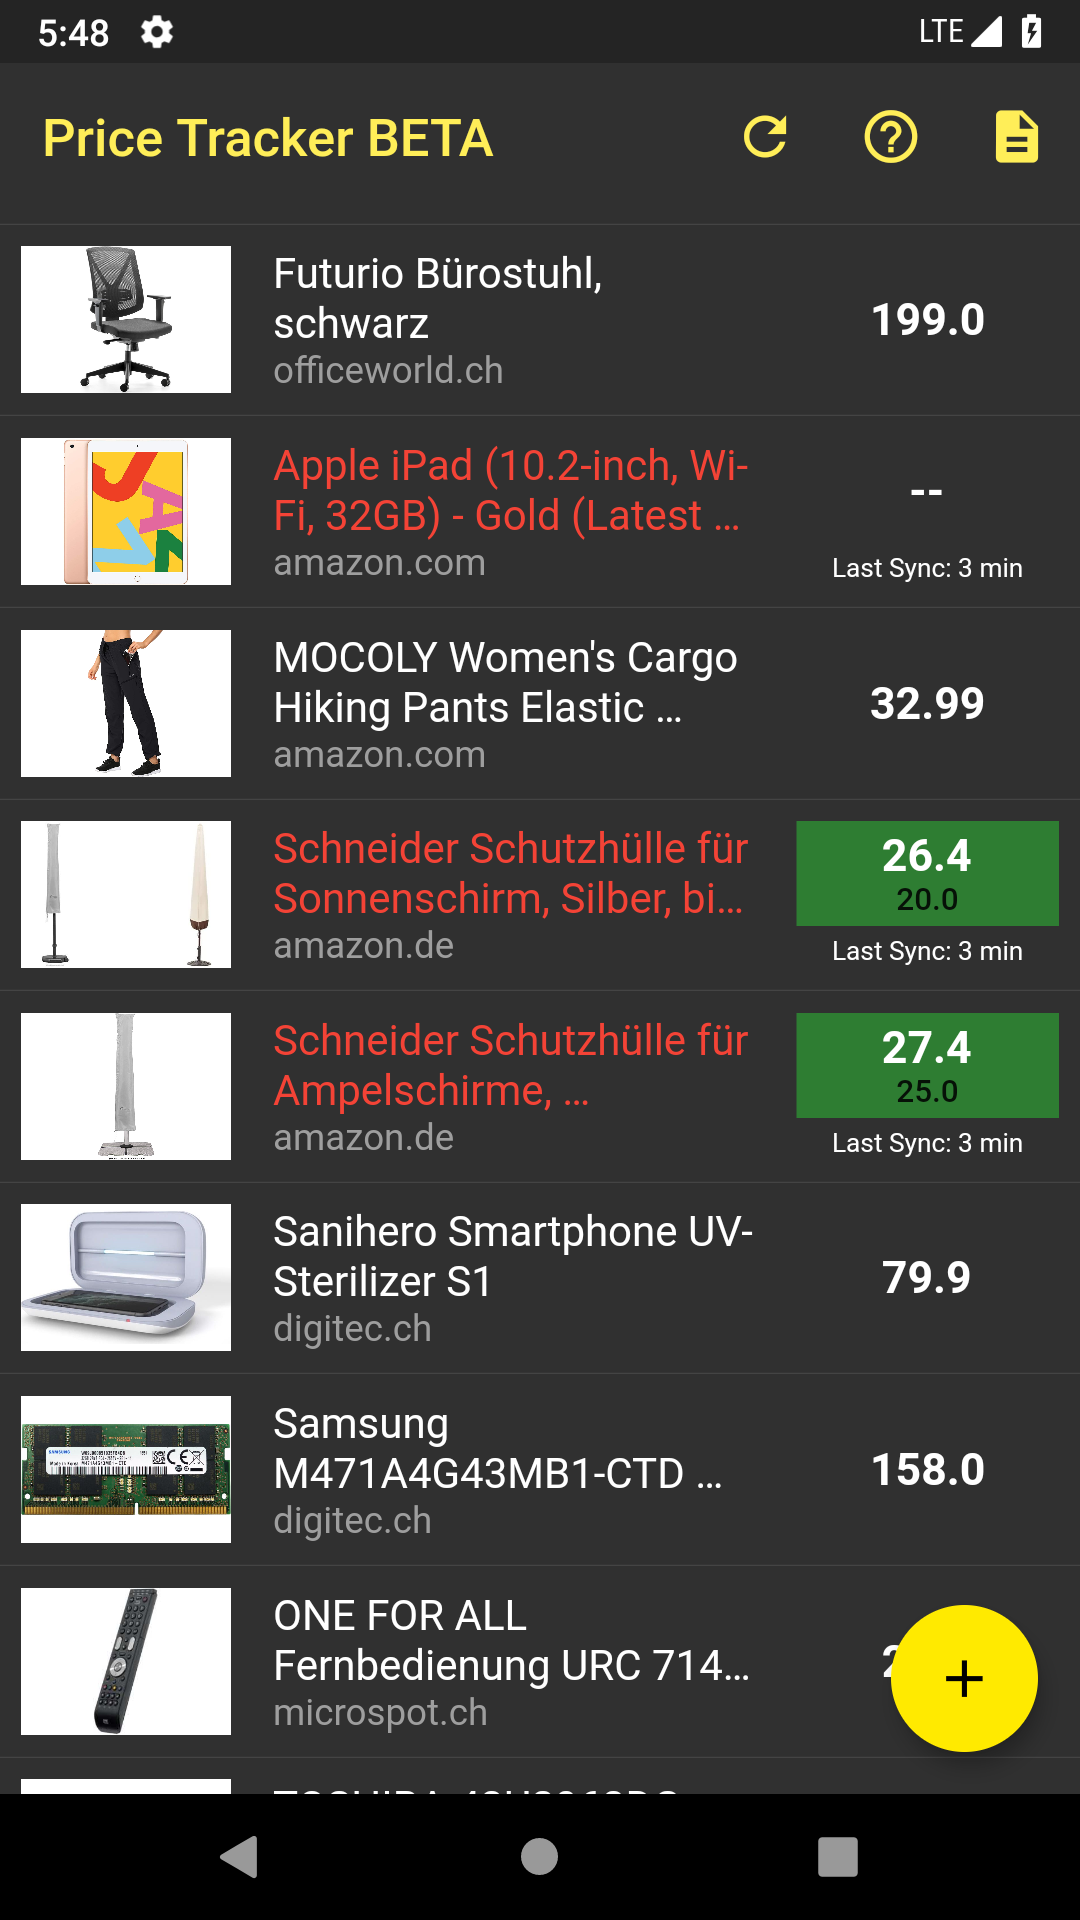 5:48
LTE
Price Tracker BETA
Futurio Bürostuhl,
schwarz
officeworld.ch
199.0
Apple iPad (10.2-inch, Wi-
Fi, 32GB) - Gold (Latest ...
amazon.com
--
Last Sync: 3 min
MOCOLY Women's Cargo
Hiking Pants Elastic ...
amazon.com
32.99
Schneider Schutzhülle für
Sonnenschirm, Silber, bi...
amazon.de
26.4
20.0
Last Sync: 3 min
Schneider Schutzhülle für
Ampelschirme, ...
amazon.de
27.4
25.0
Last Sync: 3 min
Sanihero Smartphone UV-
Sterilizer S1
digitec.ch
79.9
SAMSUNG
Samsung
M471A4G43MB1-CTD ...
digitec.ch
158.0
ONE FOR ALL
Fernbedienung URC 714...
microspot.ch